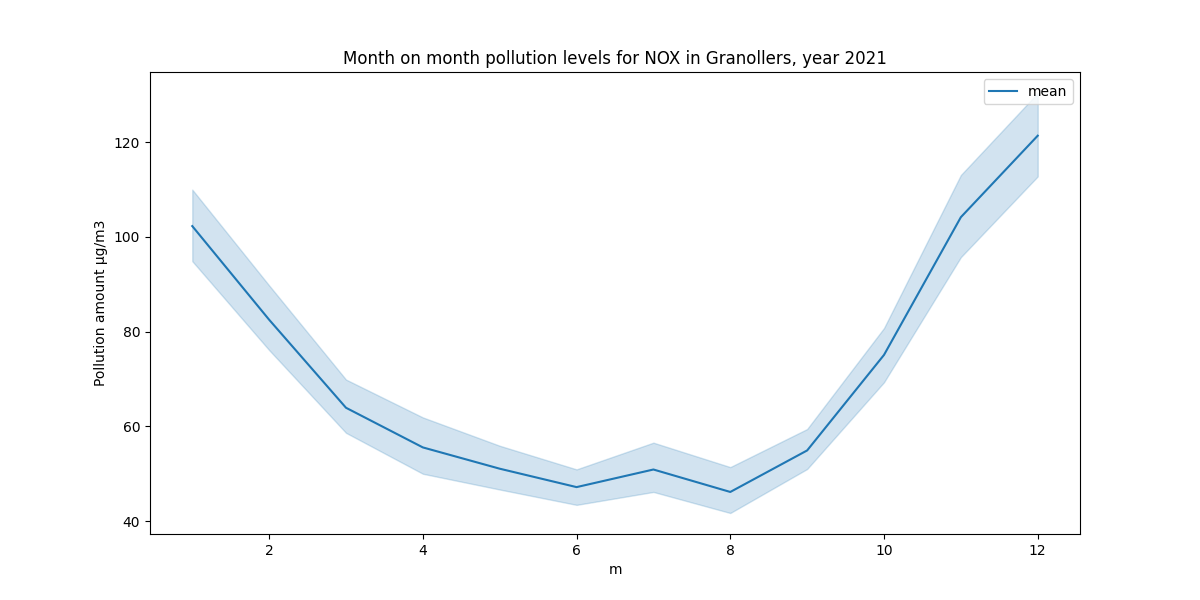 Month on month pollution levels for NOX in Granollers, year 2021
mean
Pollution amount µg/m3
120
100
80
60
40
2 4 6 8 10 12
m